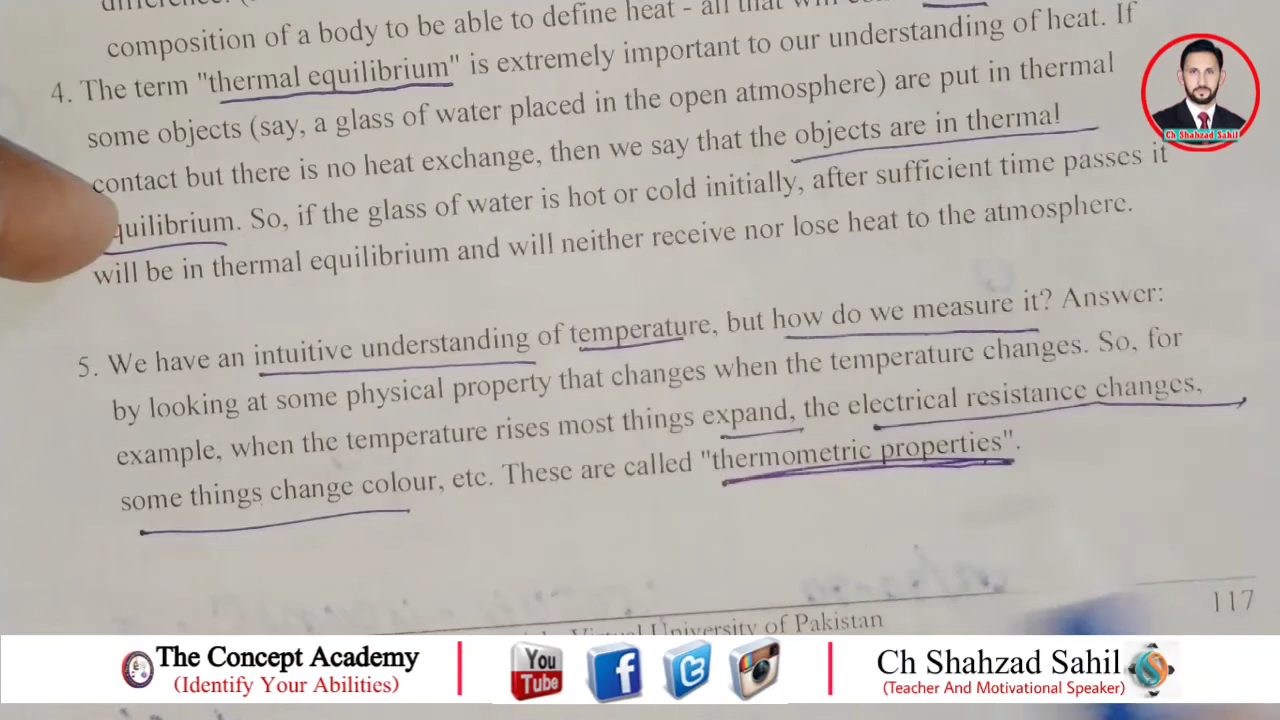 difference. (
composition of a body to be able to define heat - all that will
4. The term "thermal equilibrium" is extremely important to our understanding of heat. If
some objects (say, a glass of water placed in the open atmosphere) are put in thermal
contact but there is no heat exchange, then we say that the objects are in thermal
quilibrium. So, if the glass of water is hot or cold initially, after sufficient time passes it
will be in thermal equilibrium and will neither receive nor lose heat to the atmosphere.
5. We have an intuitive understanding of temperature, but how do we measure it? Answer:
by looking at some physical property that changes when the temperature changes. So, for
example, when the temperature rises most things expand, the electrical resistance changes,
some things change colour, etc. These are called "thermometric properties".
117
Virtual University of Pakistan
Ch Shahzad Sahil
The Concept Academy
(Identify Your Abilities)
You
Tube
Ch Shahzad Sahil
(Teacher And Motivational Speaker)